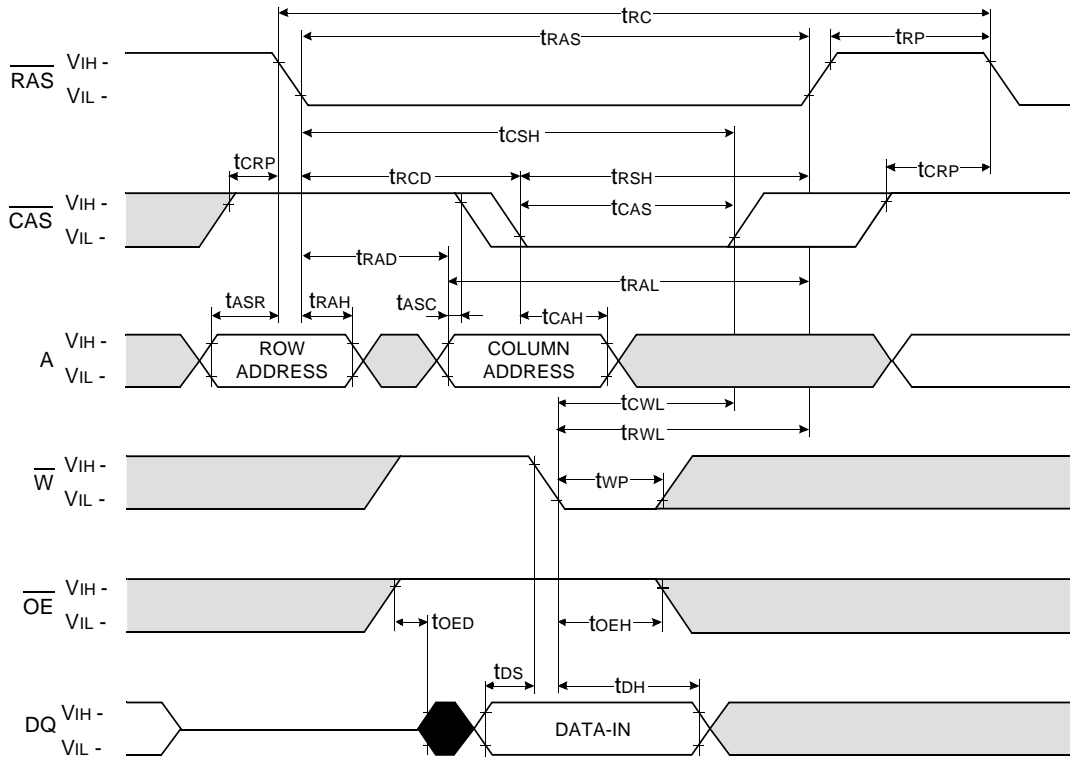 tRC
tRAS
tRP
RAS
VIH -
VIL -
tCSH
tCRP
tRCD
tRSH
tCRP
CAS
VIH -
VIL -
tCAS
tRAD
tRAL
tASR
tRAH
tASC
tCAH
A
VIH -
VIL -
ROW
ADDRESS
COLUMN
ADDRESS
tCWL
tRWL
W
VIH -
VIL -
tWP
OE
VIH -
VIL -
tOED
tOEH
tDS
tDH
DQ
VIH -
VIL -
DATA-IN